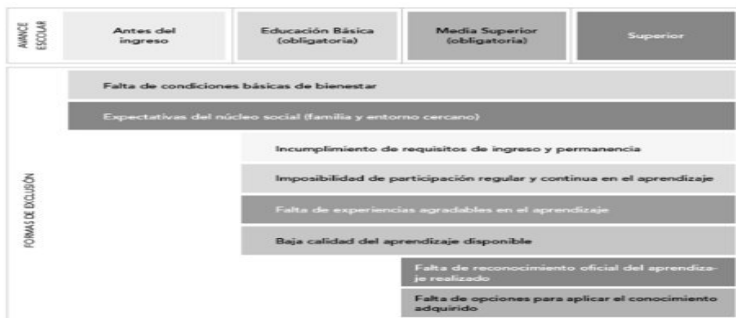 AVANCE
ESCOLAR
Antes del
ingreso
Educación Básica
(obligatoria)
Media Superior
(obligatoria)
Superior
FORMAS DE EXCLUSIÓN
Falta de condiciones básicas de bienestar
Expectativas del núcleo social (familia y entorno cercano)
Incumplimiento de requisitos de ingreso y permanencia
Imposibilidad de participación regular y continua en el aprendizaje
Falta de experiencias agradables en el aprendizaje
Baja calidad del aprendizaje disponible
Falta de reconocimiento oficial del aprendiza-
je realizado
Falta de opciones para aplicar el conocimiento
adquirido